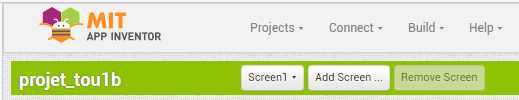 MIT
APP INVENTOR
Projects Connect Build Help
projet_tou1b Screen1 Add Screen ... Remove Screen